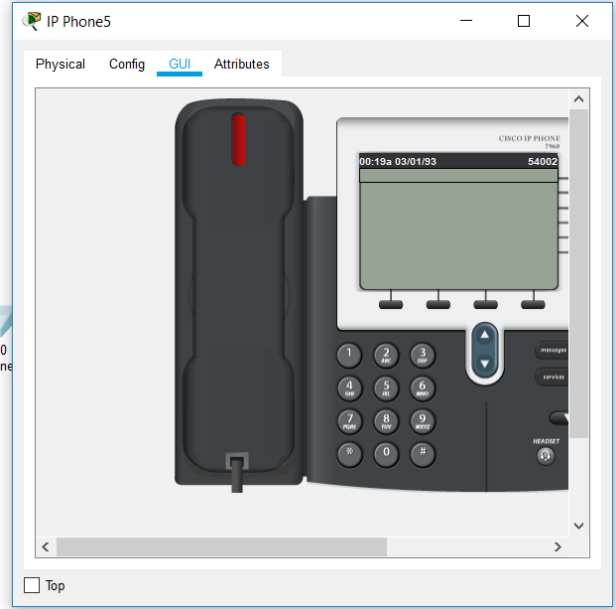 IP Phone5
Physical Config GUI Attributes
CISCO IP PHONE
7960
00:19a 03/01/93 54002
1 2 ABC 3 DEF
4 GHI 5 JKL 6 MNO
7 PQRS 8 TUV 9 WXYZ
* 0 #
messages
services
HEADSET
0
ne
Top